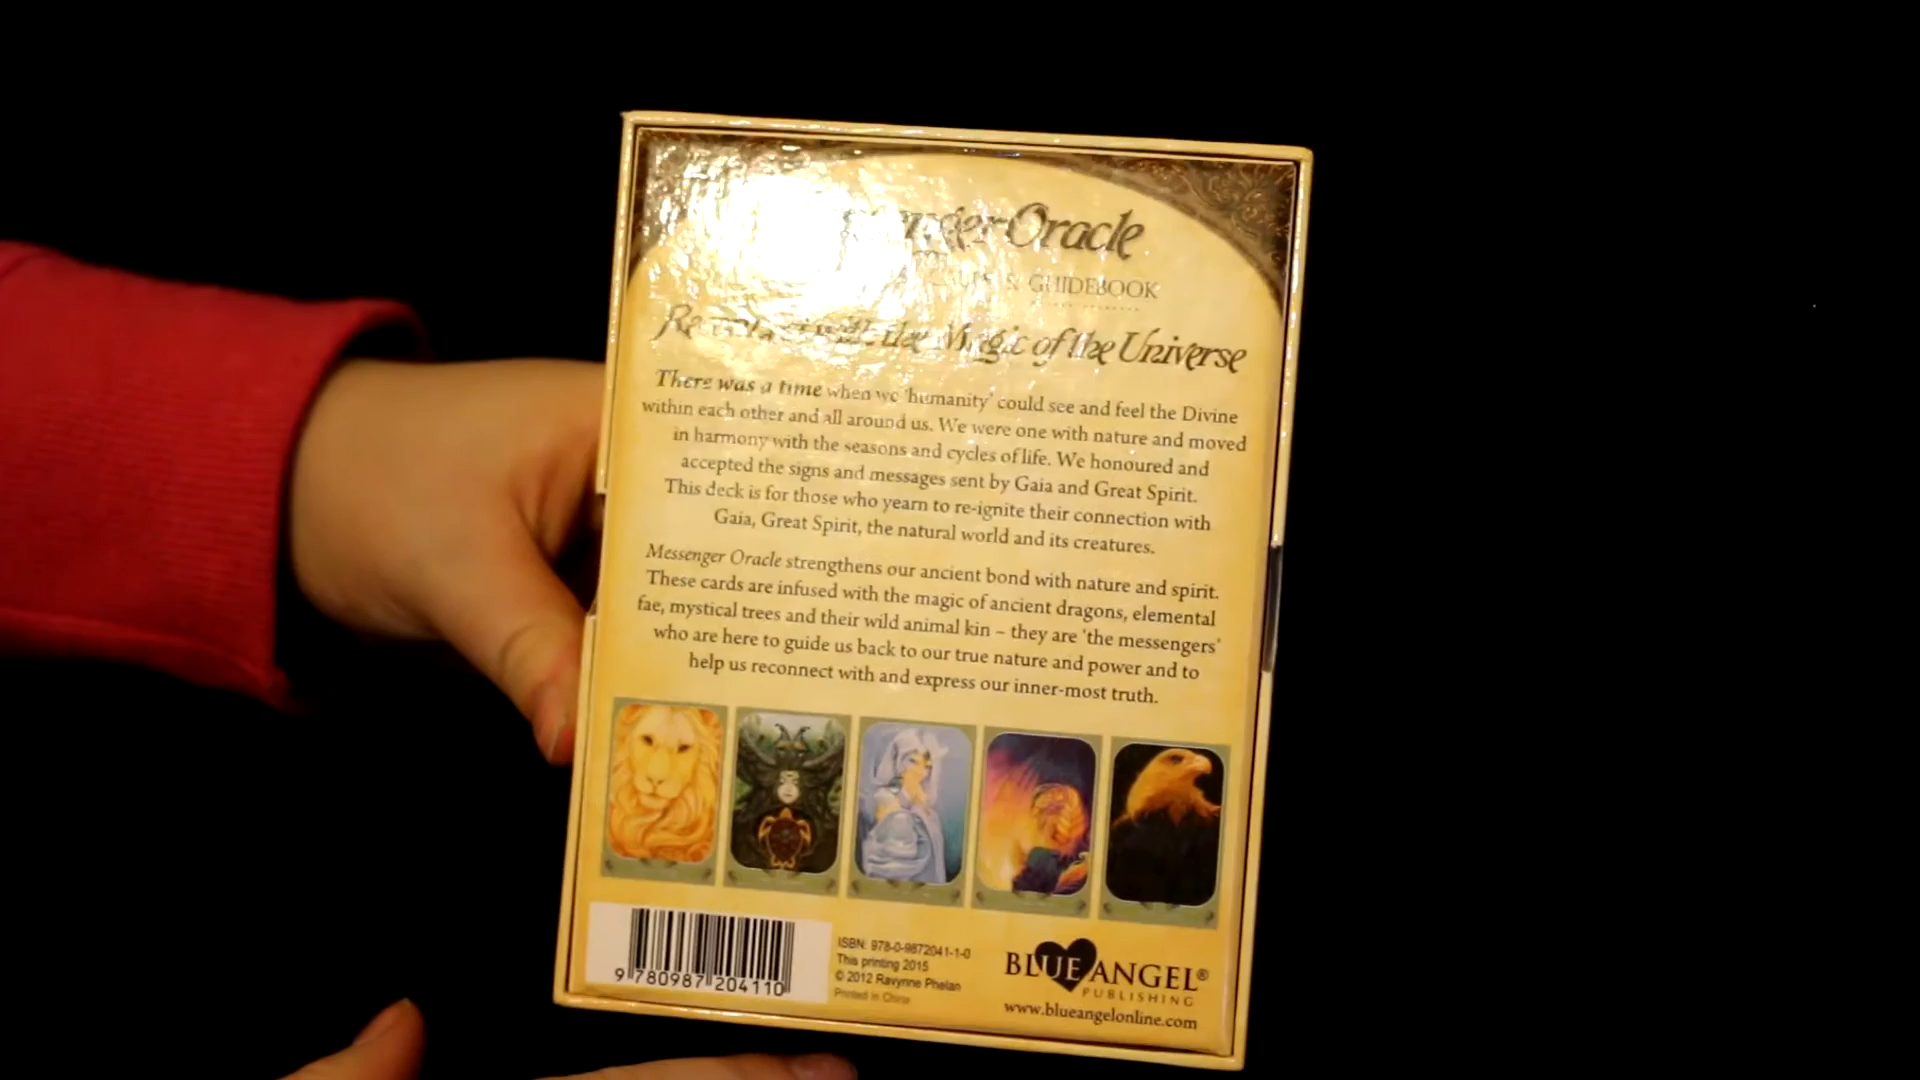 Oracle
& GUIDEBOOK
with the Magic of the Universe
There was a time when we 'humanity' could see and feel the Divine
within each other and all around us. We were one with nature and moved
in harmony with the seasons and cycles of life. We honoured and
accepted the signs and messages sent by Gaia and Great Spirit.
This deck is for those who yearn to re-ignite their connection with
Gaia, Great Spirit, the natural world and its creatures.
Messenger Oracle strengthens our ancient bond with nature and spirit.
These cards are infused with the magic of ancient dragons, elemental
fae, mystical trees and their wild animal kin – they are 'the messengers'
who are here to guide us back to our true nature and power and to
help us reconnect with and express our inner-most truth.
ISBN: 978-0-9872041-1-0
This printing 2015
© 2012 Ravynne Phelan
Printed in China
9 780987 204110
BLUE ANGEL®
PUBLISHING
www.blueangelonline.com